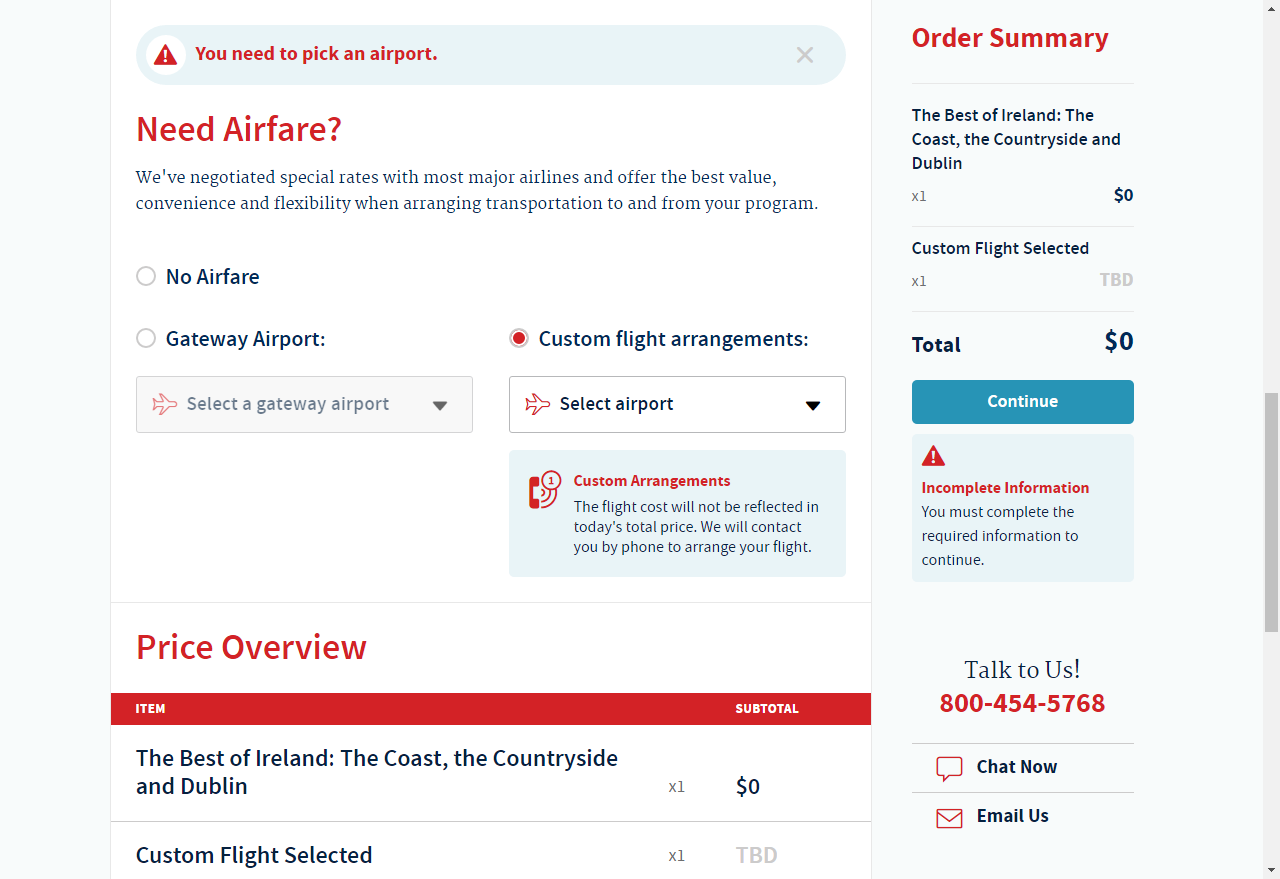 You need to pick an airport.
Need Airfare?
We've negotiated special rates with most major airlines and offer the best value,
convenience and flexibility when arranging transportation to and from your program.
No Airfare
Gateway Airport:
Custom flight arrangements:
Select a gateway airport
Select airport
1
Custom Arrangements
The flight cost will not be reflected in
today's total price. We will contact
you by phone to arrange your flight.
Price Overview
ITEM SUBTOTAL
The Best of Ireland: The Coast, the Countryside
and Dublin x1 $0
Custom Flight Selected x1 TBD
Order Summary
The Best of Ireland: The
Coast, the Countryside and
Dublin
x1 $0
Custom Flight Selected
x1 TBD
Total $0
Continue
Incomplete Information
You must complete the
required information to
continue.
Talk to Us!
800-454-5768
Chat Now
Email Us